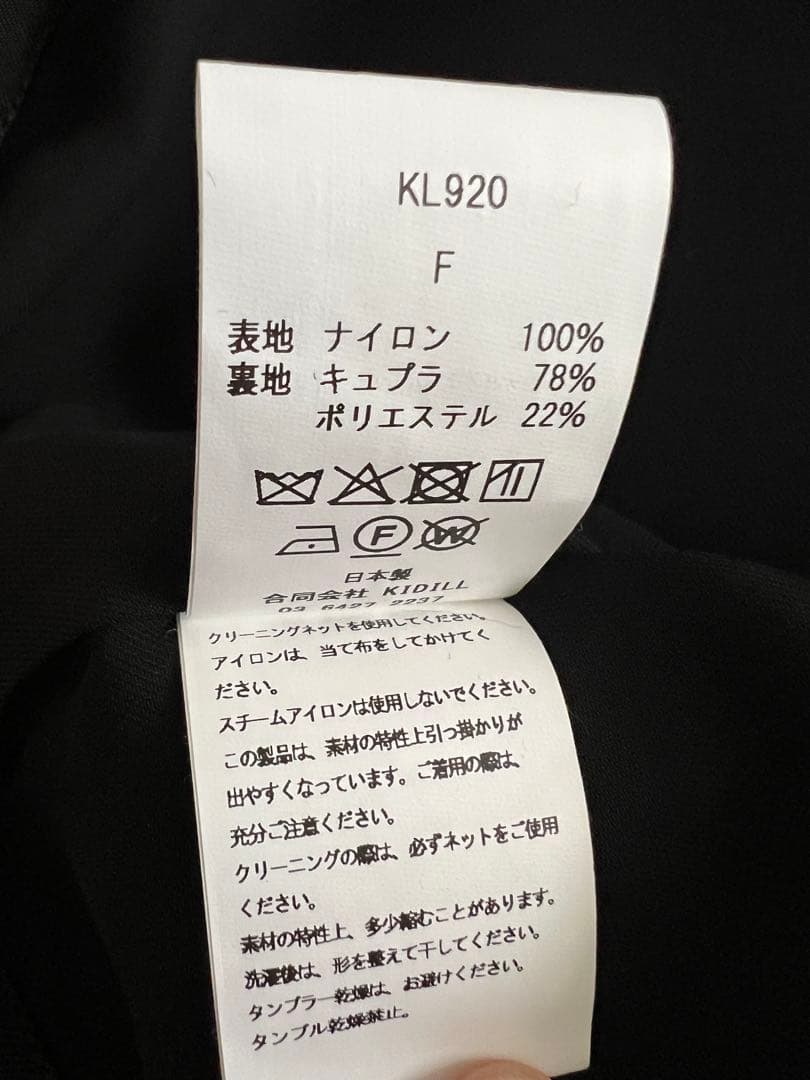 KL920
F
表地 ナイロン 100%
裏地 キュプラ 78%
ポリエステル 22%
F
W
日本製
合同会社 KIDILL
03 6427 2237
クリーニングネットを使用してください。
アイロンは、当て布をしてかけてく
ださい。
スチームアイロンは使用しないでください。
この製品は、素材の特性上引っ掛かりが
出やすくなっています。ご着用の際は、
充分ご注意ください。
クリーニングの際は、必ずネットをご使用
ください。
素材の特性上、多少縮むことがあります。
洗濯後は、形を整えて干してください。
タンブラー乾燥は、お避けください。
タンブル乾燥禁止。